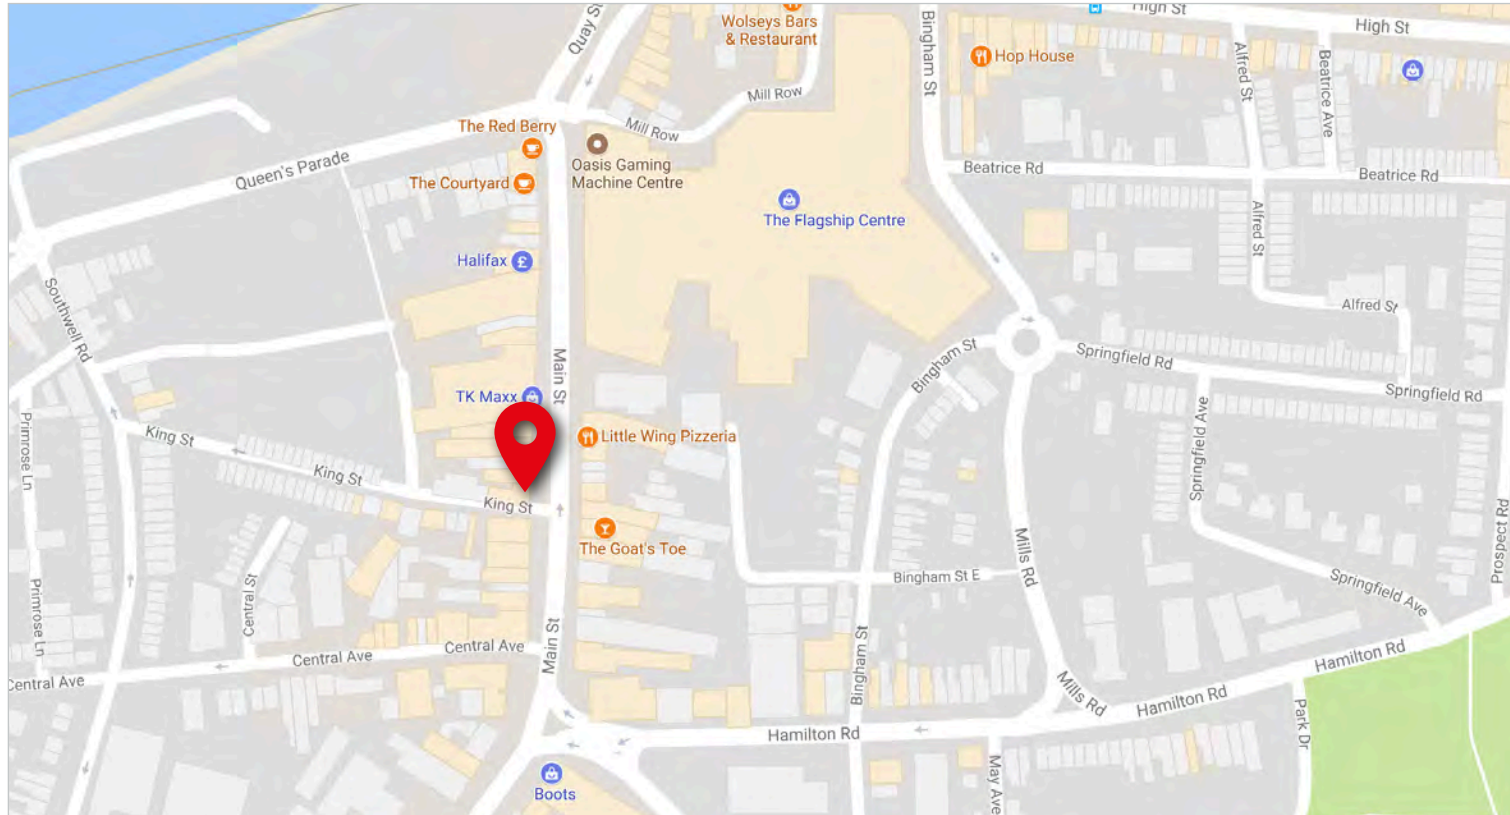 High St
High St
Wolseys Bars
& Restaurant
Quay St
Bingham St
Hop House
Alfred St
Beatrice Ave
Mill Row
Mill Row
The Red Berry
Oasis Gaming
Machine Centre
Queen's Parade
The Courtyard
Beatrice Rd
Beatrice Rd
The Flagship Centre
Alfred St
Halifax
£
Southwell Rd
Alfred St
Main St
Bingham St
Springfield Rd
Springfield Rd
TK Maxx
Primrose Ln
King St
Little Wing Pizzeria
Springfield Ave
King St
King St
Prospect Rd
The Goat's Toe
Mills Rd
Bingham St E
Springfield Ave
Primrose Ln
Central St
Main St
Bingham St
Central Ave
Central Ave
Central Ave
Hamilton Rd
Mills Rd
Hamilton Rd
Hamilton Rd
Park Dr
May Ave
Boots